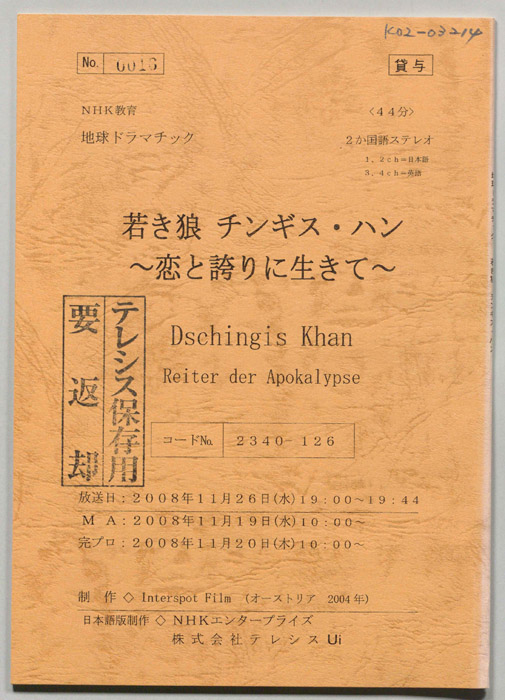 K02-03214
No. 0013
貸与
NHK教育
〈44分〉
地球ドラマチック
2か国語ステレオ
1、2ch=日本語
3、4ch=英語
若き狼 チンギス・ハン
～恋と誇りに生きて～
Dschingis Khan
Reiter der Apokalypse
テレシス保存用
要返却
コードNo. 2340-126
放送日:2008年11月26日(水)19:00～19:44
MA:2008年11月19日(水)10:00～
完プロ:2008年11月20日(木)10:00～
制 作 ◇ Interspot Film (オーストリア 2004年)
日本語版制作 ◇ NHKエンタープライズ
株式会社テレシス Ui